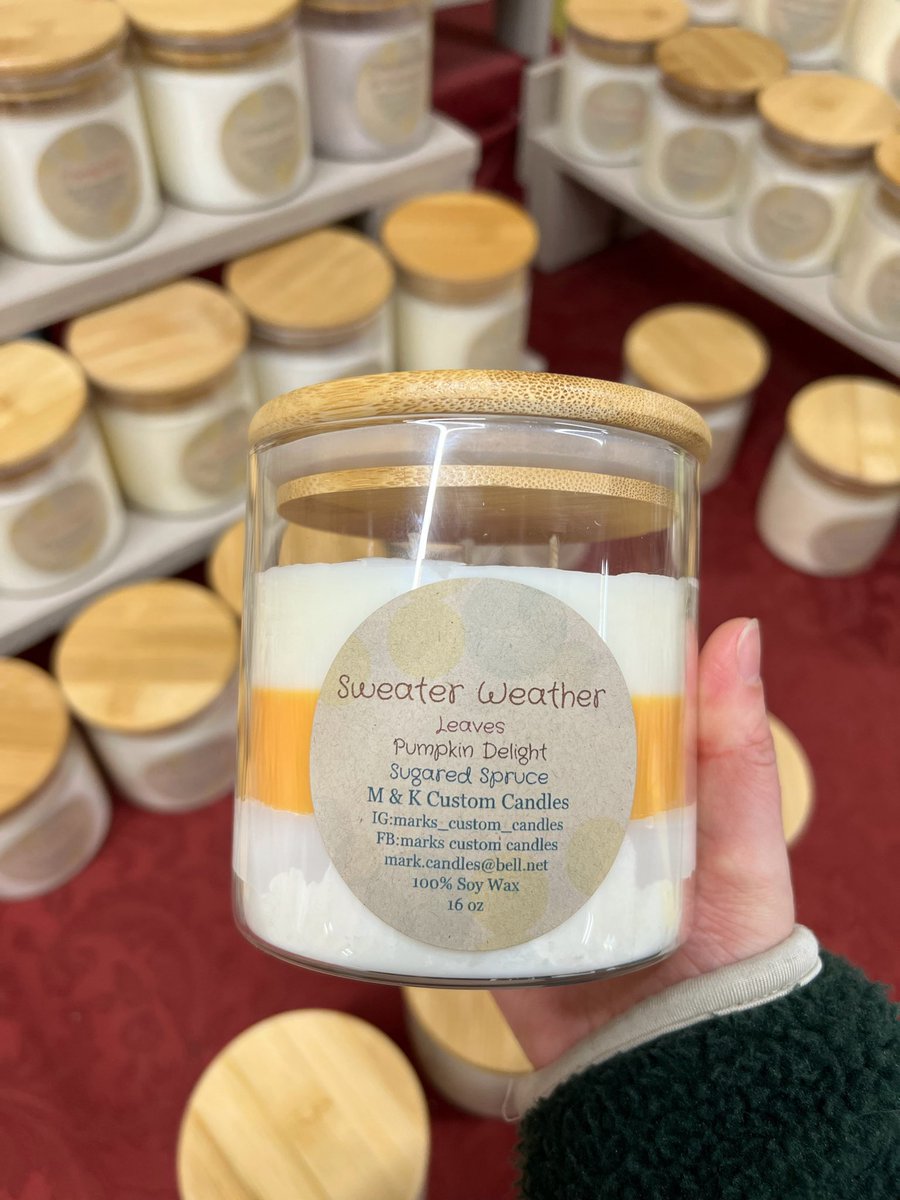 Sweater Weather
Leaves
Pumpkin Delight
Sugared Spruce
M & K Custom Candles
IG:marks_custom_candles
FB:marks custom candles
mark.candles@bell.net
100% Soy Wax
16 oz